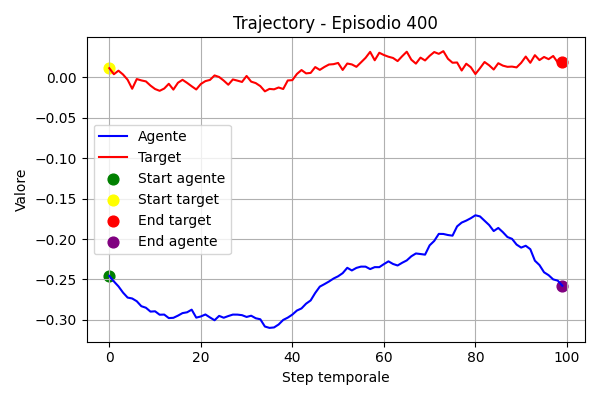 Trajectory - Episodio 400
Valore
0.00
−0.05
−0.10
−0.15
−0.20
−0.25
−0.30
Agente
Target
Start agente
Start target
End target
End agente
0
20
40
60
80
100
Step temporale